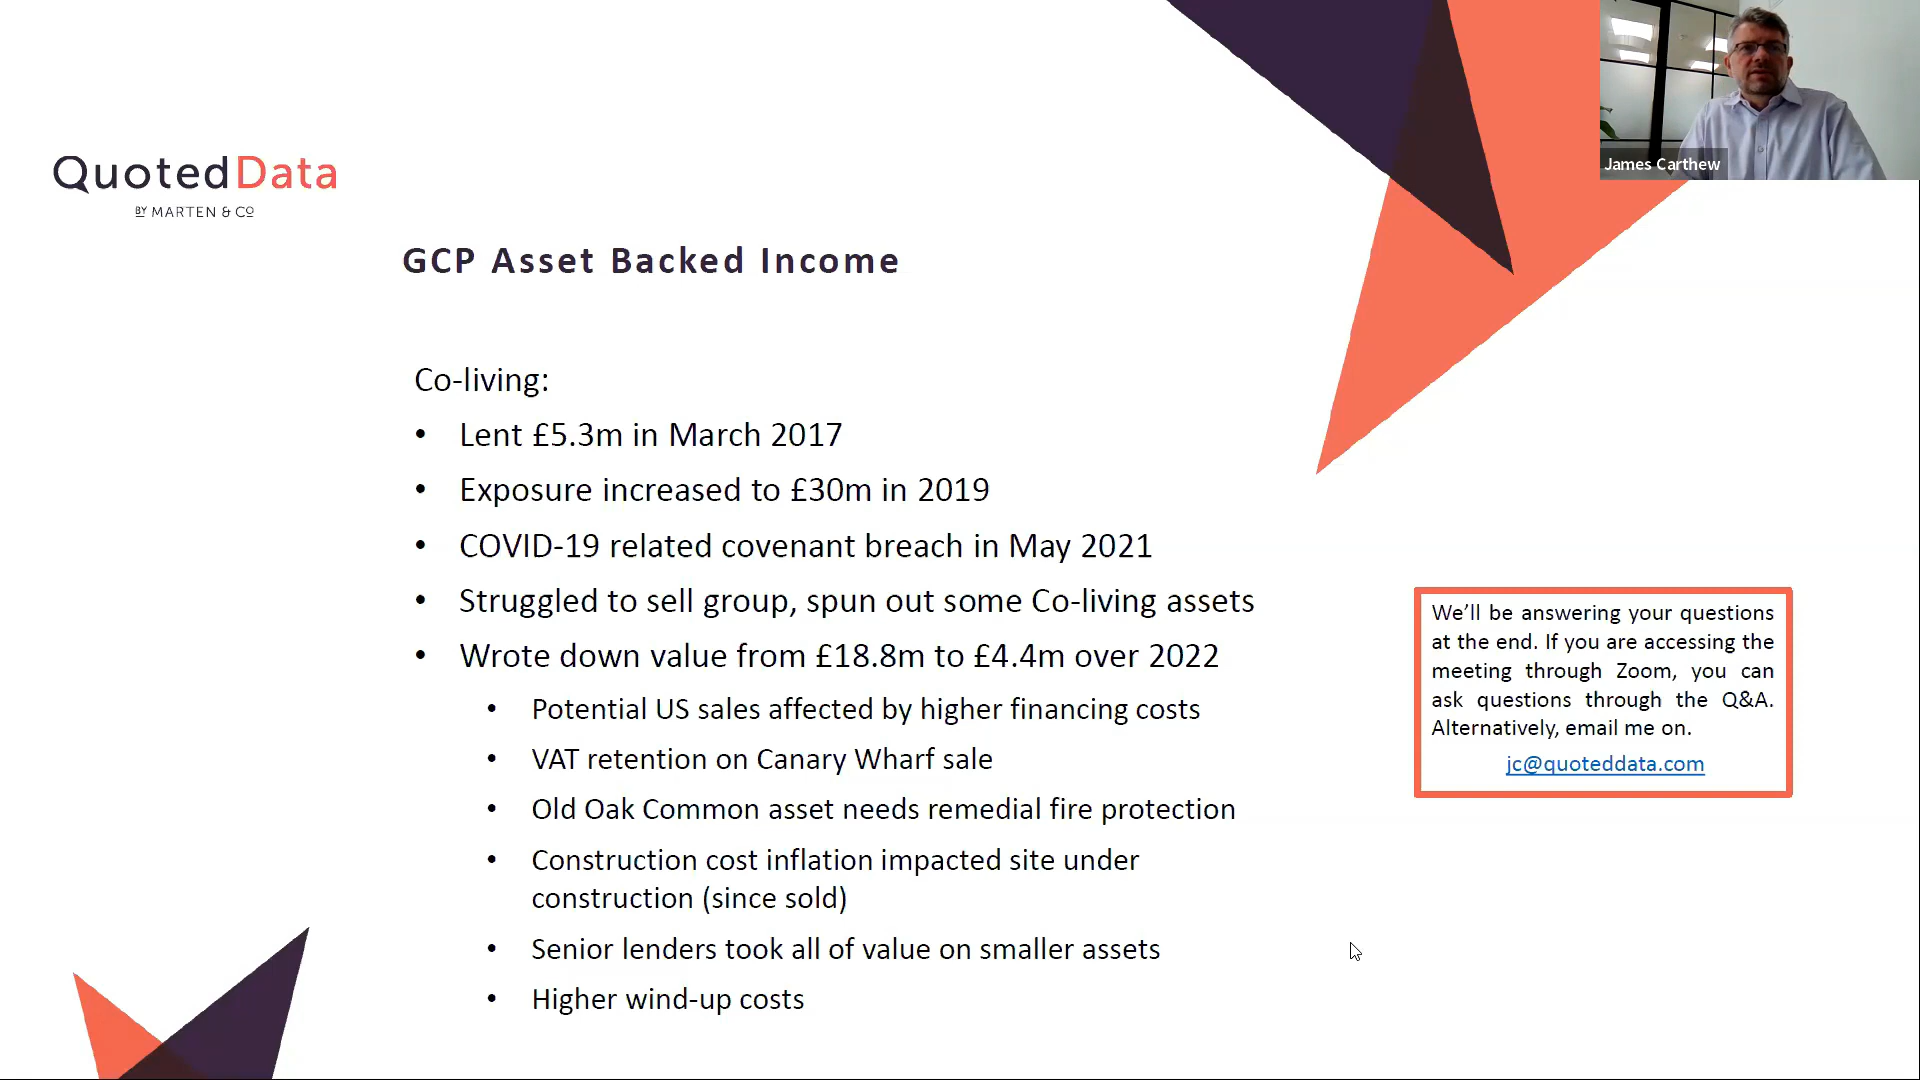 James Carthew
QuotedData
BY MARTEN & CO
GCP Asset Backed Income
Co-living:
• Lent £5.3m in March 2017
• Exposure increased to £30m in 2019
• COVID-19 related covenant breach in May 2021
• Struggled to sell group, spun out some Co-living assets
• Wrote down value from £18.8m to £4.4m over 2022
• Potential US sales affected by higher financing costs
• VAT retention on Canary Wharf sale
• Old Oak Common asset needs remedial fire protection
• Construction cost inflation impacted site under
construction (since sold)
• Senior lenders took all of value on smaller assets
• Higher wind-up costs
We'll be answering your questions
at the end. If you are accessing the
meeting through Zoom, you can
ask questions through the Q&A.
Alternatively, email me on.
jc@quoteddata.com